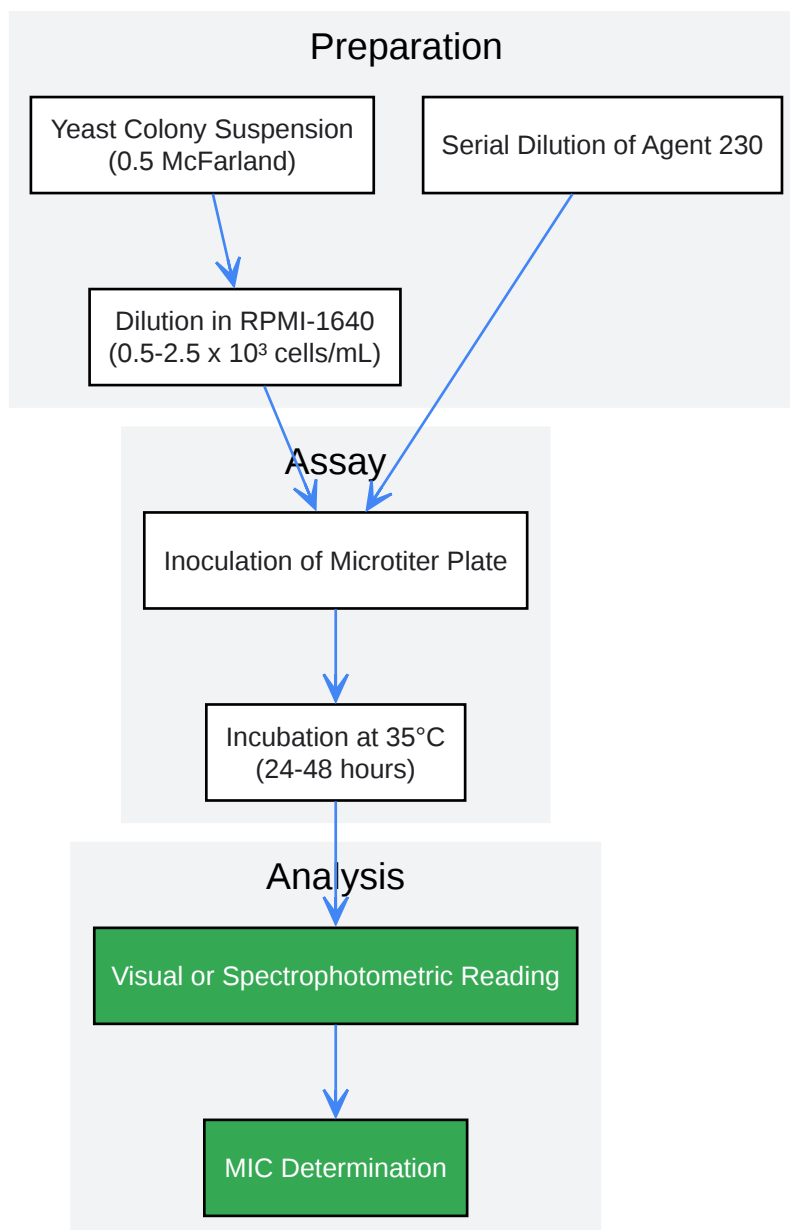 Preparation
Yeast Colony Suspension
(0.5 McFarland)
Serial Dilution of Agent 230
Dilution in RPMI-1640
(0.5-2.5 x 10³ cells/mL)
Assay
Inoculation of Microtiter Plate
Incubation at 35°C
(24-48 hours)
Analysis
Visual or Spectrophotometric Reading
MIC Determination